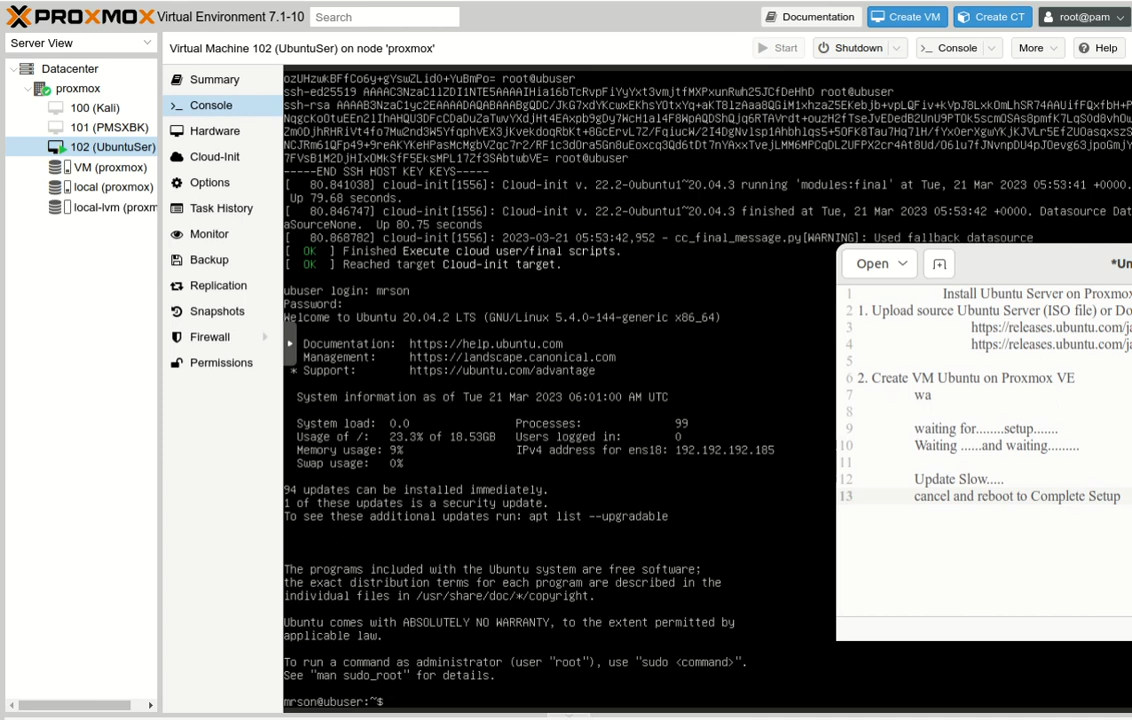 PROXMOX Virtual Environment 7.1-10 Search Documentation Create VM Create CT root@pam
Server View
Virtual Machine 102 (UbuntuSer) on node 'proxmox' Start Shutdown Console More Help
Datacenter
proxmox
100 (Kali)
101 (PMSXBK)
102 (UbuntuSer)
VM (proxmox)
local (proxmox)
local-lvm (proxm
Summary
Console
Hardware
Cloud-Init
Options
Task History
Monitor
Backup
Replication
Snapshots
Firewall
Permissions
root@ubuser
ssh-ed25519 root@ubuser
ssh-rsa
root@ubuser
-----END SSH HOST KEY KEYS-----
[ 80.841038] cloud-init[1556]: Cloud-init v. 22.2-0ubuntu1~20.04.3 running 'modules:final' at Tue, 21 Mar 2023 05:53:41 +0000.
Up 79.68 seconds.
[ 80.846747] cloud-init[1556]: Cloud-init v. 22.2-0ubuntu1~20.04.3 finished at Tue, 21 Mar 2023 05:53:42 +0000. Datasource Dat
aSourceNone. Up 80.75 seconds
[ 80.868782] cloud-init[1556]: 2023-03-21 05:53:42,952 - cc_final_message.py[WARNING]: Used fallback datasource
[ OK ] Finished Execute cloud user/final scripts.
[ OK ] Reached target Cloud-init target.
ubuser login: mrson
Password:
Welcome to Ubuntu 20.04.2 LTS (GNU/Linux 5.4.0-144-generic x86_64)
Documentation: https://help.ubuntu.com
Management: https://landscape.canonical.com
* Support: https://ubuntu.com/advantage
System information as of Tue 21 Mar 2023 06:01:00 AM UTC
System load: 0.0 Processes: 99
Usage of /: 23.3% of 18.53GB Users logged in: 0
Memory usage: 9% IPv4 address for ens18: 192.192.192.185
Swap usage: 0%
94 updates can be installed immediately.
1 of these updates is a security update.
To see these additional updates run: apt list --upgradable
The programs included with the Ubuntu system are free software;
the exact distribution terms for each program are described in the
individual files in /usr/share/doc/*/copyright.
Ubuntu comes with ABSOLUTELY NO WARRANTY, to the extent permitted by
applicable law.
To run a command as administrator (user "root"), use "sudo <command>".
See "man sudo_root" for details.
mrson@ubuser:~$
Open *Un
1 Install Ubuntu Server on Proxmox
2 1. Upload source Ubuntu Server (ISO file) or Do
3 https://releases.ubuntu.com/ja
4 https://releases.ubuntu.com/ja
5
6 2. Create VM Ubuntu on Proxmox VE
7 wa
8
9 waiting for........setup.......
10 Waiting ......and waiting.........
11
12 Update Slow.....
13 cancel and reboot to Complete Setup